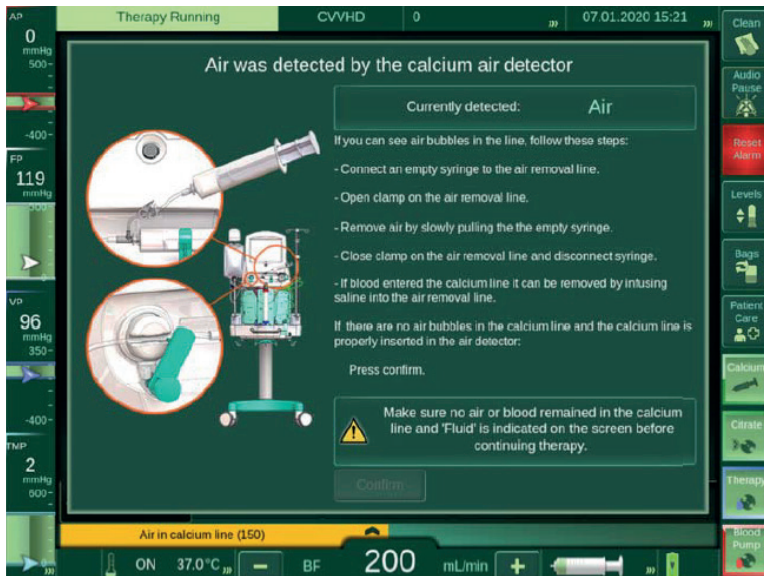 Therapy Running
CVVHD
0
07.01.2020 15:21
AP
0
mmHg
500
-400
FP
119
mmHg
500
VP
96
mmHg
350
-400
TMP
2
mmHg
600
Air was detected by the calcium air detector
Currently detected: Air
If you can see air bubbles in the line, follow these steps:
- Connect an empty syringe to the air removal line.
- Open clamp on the air removal line.
- Remove air by slowly pulling the the empty syringe.
- Close clamp on the air removal line and disconnect syringe.
- If blood entered the calcium line it can be removed by infusing
saline into the air removal line.
If there are no air bubbles in the calcium line and the calcium line is
properly inserted in the air detector:
Press confirm.
Make sure no air or blood remained in the calcium
line and 'Fluid' is indicated on the screen before
continuing therapy.
Confirm
Clean
Audio
Pause
Reset
Alarm
Levels
Bags
Patient
Care
Calcium
Citrate
Therapy
Blood
Pump
Air in calcium line (150)
ON 37.0°C − BF 200 mL/min +